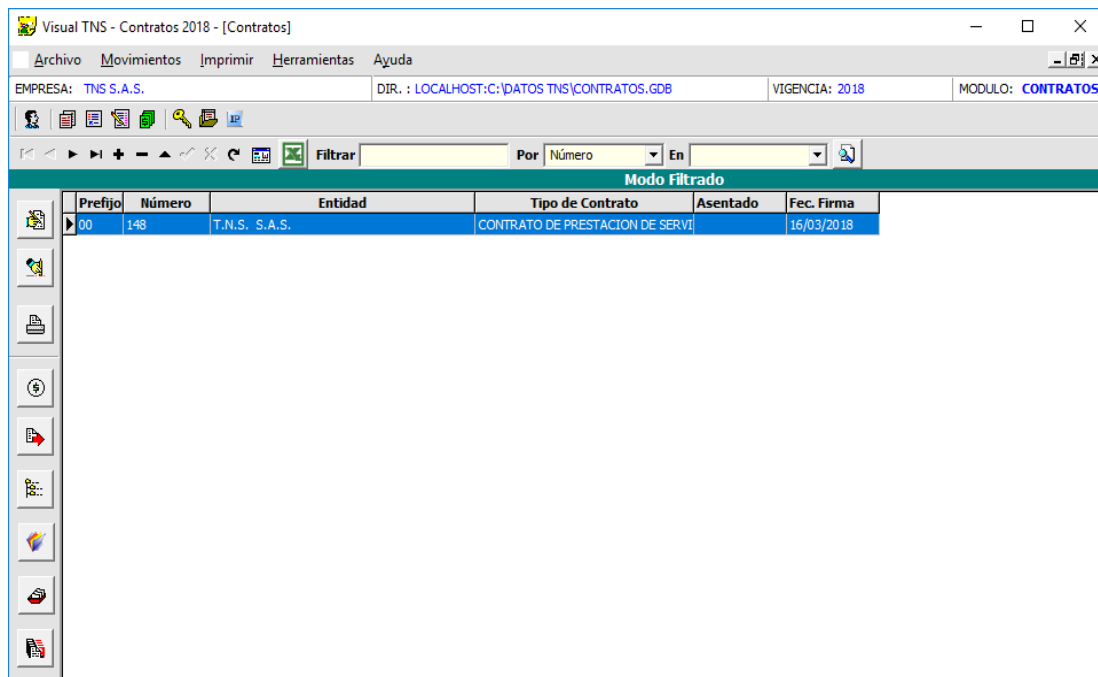 Visual TNS - Contratos 2018 - [Contratos]
Archivo Movimientos Imprimir Herramientas Ayuda
EMPRESA: TNS S.A.S. DIR. : LOCALHOST:C:\DATOS TNS\CONTRATOS.GDB VIGENCIA: 2018 MODULO: CONTRATOS
IP
Filtrar Por Número En
Modo Filtrado
Prefijo Número Entidad Tipo de Contrato Asentado Fec. Firma
00 148 T.N.S. S.A.S. CONTRATO DE PRESTACION DE SERVI 16/03/2018